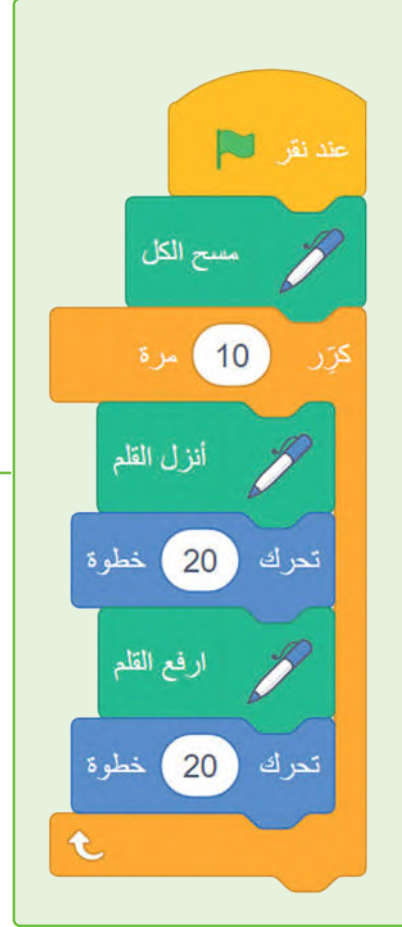 عند نقر
مسح الكل
كرّر 10 مرة
أنزل القلم
تحرك 20 خطوة
ارفع القلم
تحرك 20 خطوة